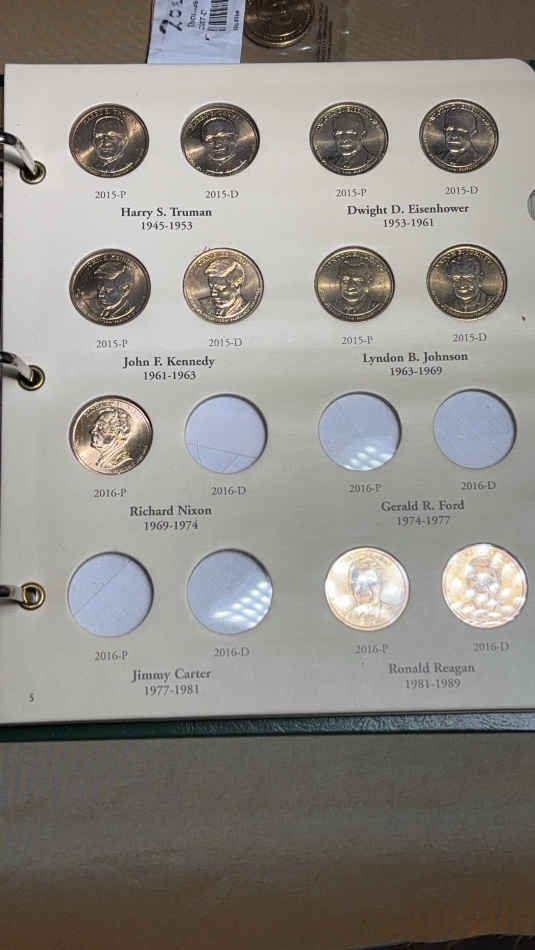 20
2015-P 2015-D 2015-P 2015-D
Harry S. Truman Dwight D. Eisenhower
1945-1953 1953-1961
2015-P 2015-D 2015-P 2015-D
John F. Kennedy Lyndon B. Johnson
1961-1963 1963-1969
2016-P 2016-D 2016-P 2016-D
Richard Nixon Gerald R. Ford
1969-1974 1974-1977
2016-P 2016-D 2016-P 2016-D
Jimmy Carter Ronald Reagan
1977-1981 1981-1989
5